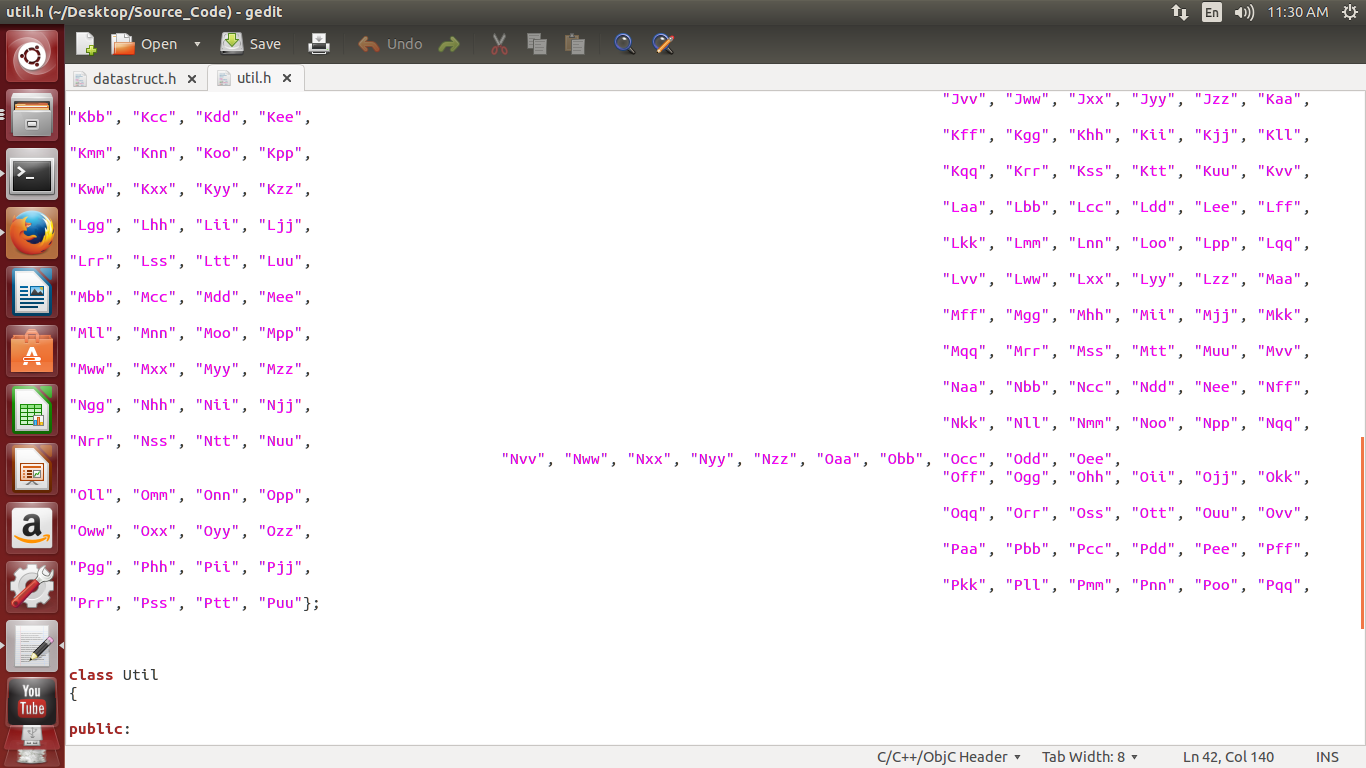 util.h (~/Desktop/Source_Code) - gedit
En 11:30 AM
Open Save Undo
datastruct.h util.h
"Jvv", "Jww", "Jxx", "Jyy", "Jzz", "Kaa",
"Kbb", "Kcc", "Kdd", "Kee",
"Kff", "Kgg", "Khh", "Kii", "Kjj", "Kll",
"Kmm", "Knn", "Koo", "Kpp",
"Kqq", "Krr", "Kss", "Ktt", "Kuu", "Kvv",
"Kww", "Kxx", "Kyy", "Kzz",
"Laa", "Lbb", "Lcc", "Ldd", "Lee", "Lff",
"Lgg", "Lhh", "Lii", "Ljj",
"Lkk", "Lmm", "Lnn", "Loo", "Lpp", "Lqq",
"Lrr", "Lss", "Ltt", "Luu",
"Lvv", "Lww", "Lxx", "Lyy", "Lzz", "Maa",
"Mbb", "Mcc", "Mdd", "Mee",
"Mff", "Mgg", "Mhh", "Mii", "Mjj", "Mkk",
"Mll", "Mnn", "Moo", "Mpp",
"Mqq", "Mrr", "Mss", "Mtt", "Muu", "Mvv",
"Mww", "Mxx", "Myy", "Mzz",
"Naa", "Nbb", "Ncc", "Ndd", "Nee", "Nff",
"Ngg", "Nhh", "Nii", "Njj",
"Nkk", "Nll", "Nmm", "Noo", "Npp", "Nqq",
"Nrr", "Nss", "Ntt", "Nuu",
"Nvv", "Nww", "Nxx", "Nyy", "Nzz", "Oaa", "Obb", "Occ", "Odd", "Oee",
"Off", "Ogg", "Ohh", "Oii", "Ojj", "Okk",
"Oll", "Omm", "Onn", "Opp",
"Oqq", "Orr", "Oss", "Ott", "Ouu", "Ovv",
"Oww", "Oxx", "Oyy", "Ozz",
"Paa", "Pbb", "Pcc", "Pdd", "Pee", "Pff",
"Pgg", "Phh", "Pii", "Pjj",
"Pkk", "Pll", "Pmm", "Pnn", "Poo", "Pqq",
"Prr", "Pss", "Ptt", "Puu"};
class Util
{
public:
You
Tube
C/C++/ObjC Header Tab Width: 8 Ln 42, Col 140 INS